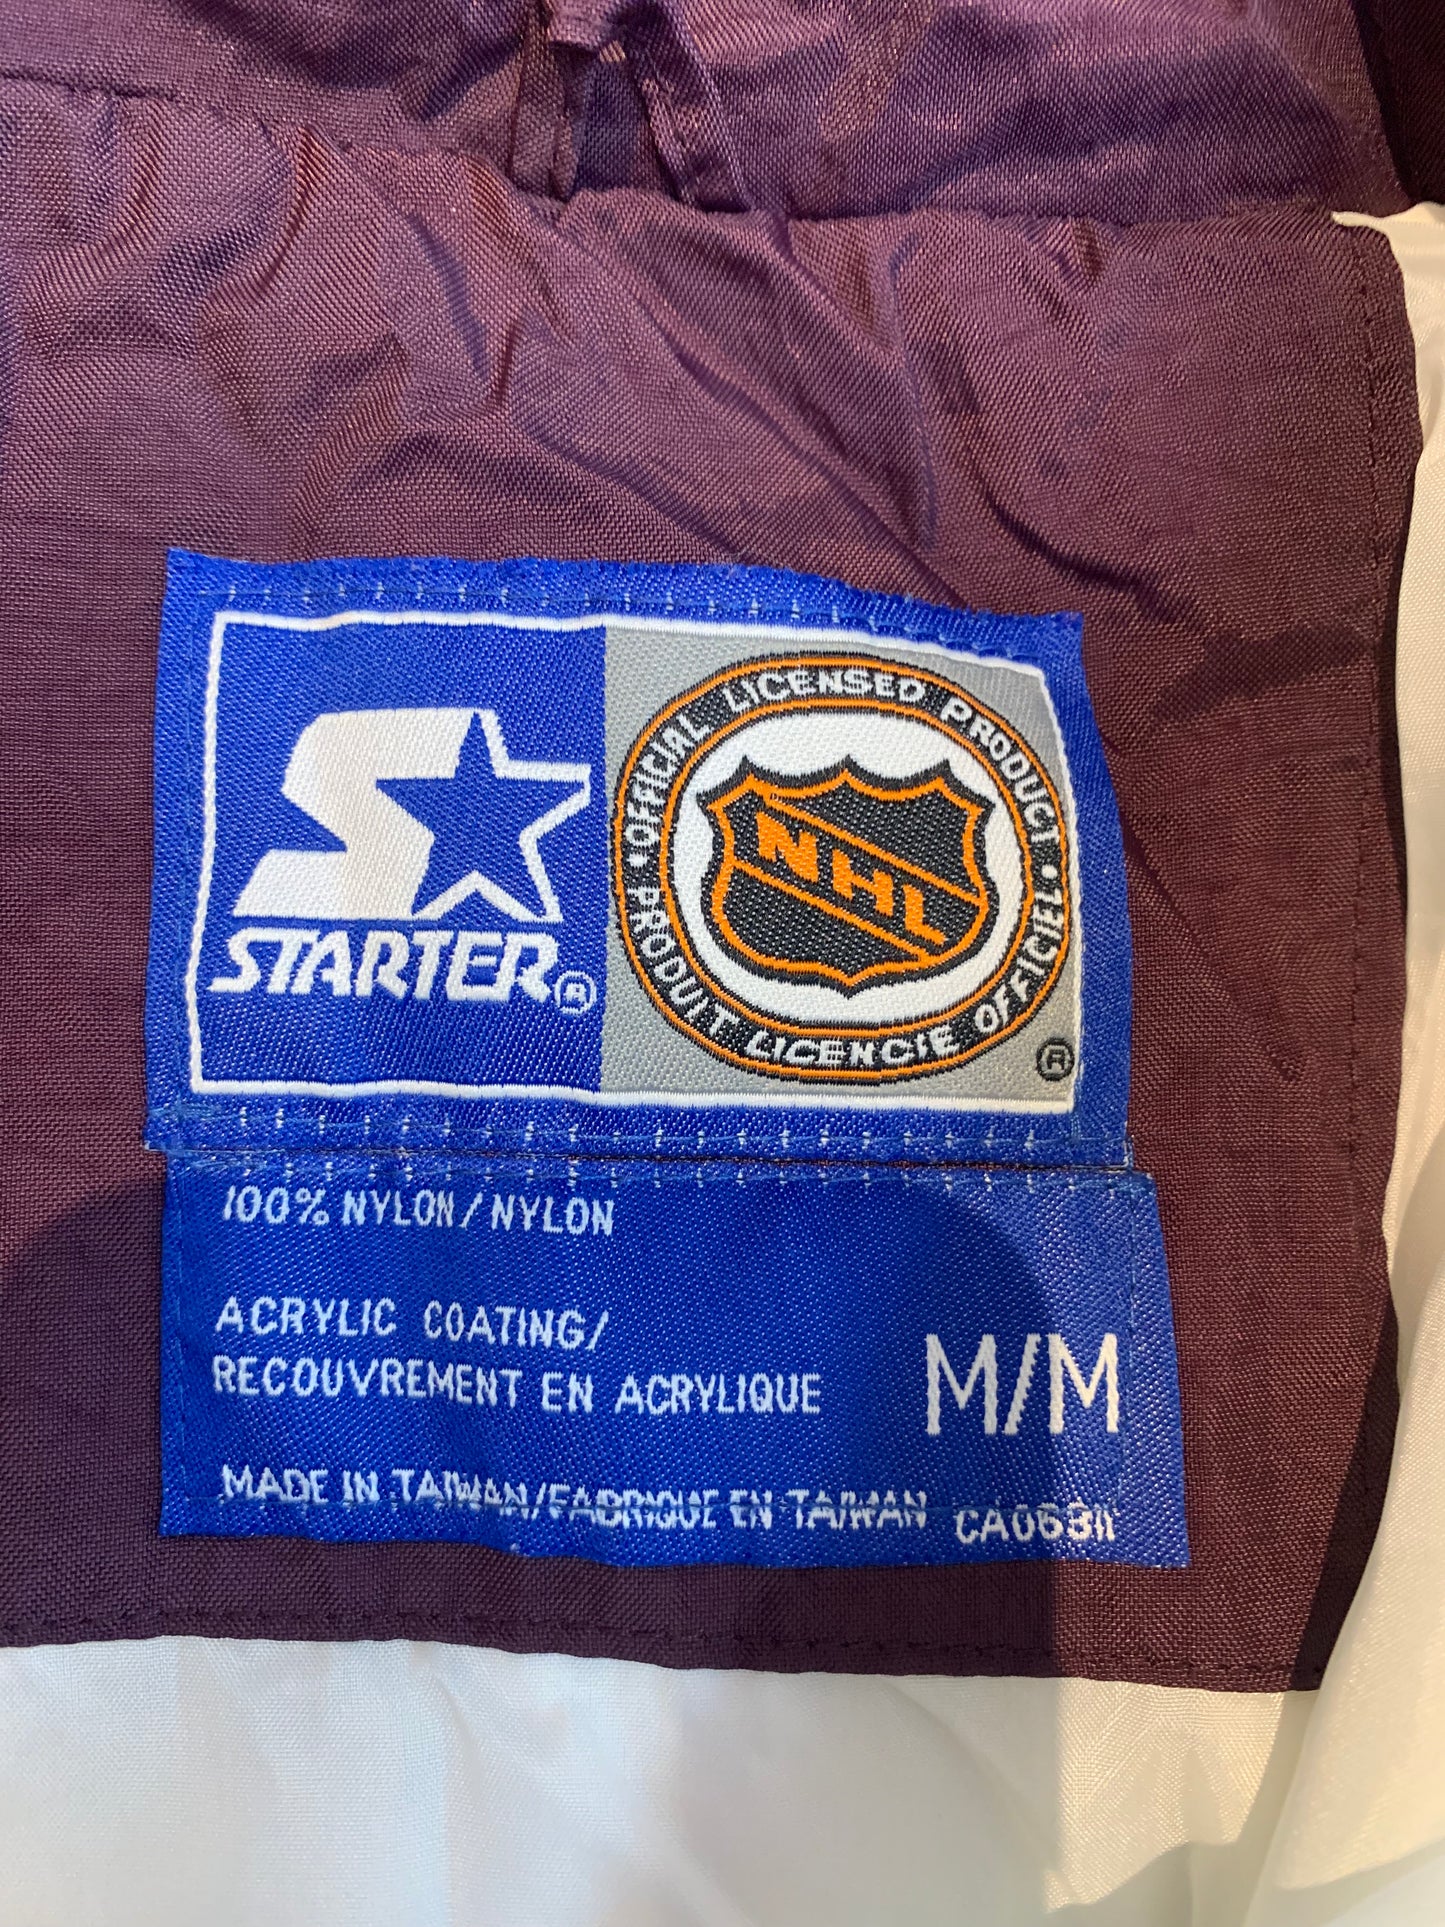 STARTER®
• OFFICIAL LICENSED PRODUCT •
PRODUIT LICENCIÉ OFFICIEL
NHL
®
100% NYLON/NYLON
ACRYLIC COATING/
RECOUVREMENT EN ACRYLIQUE
M/M
MADE IN TAIWAN/FABRIQUE EN TAIWAN